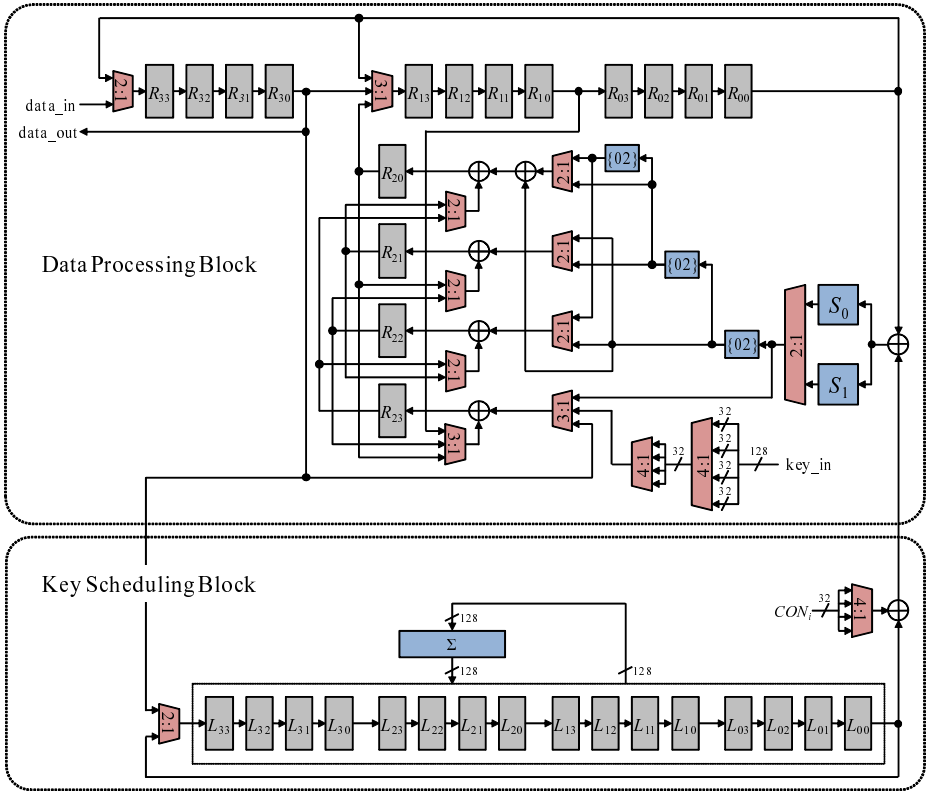 2:1
R33
R32
R31
R30
3:1
R13
R12
R11
R10
R03
R02
R01
R00
data_in
data_out
R20
2:1
{02}
2:1
Data Processing Block
R21
2:1
{02}
2:1
R22
2:1
{02}
2:1
S0
2:1
S1
R23
3:1
3:1
4:1
32
4:1
32
32
32
32
128
key_in
Key Scheduling Block
CONi
32
4:1
128
Σ
128
128
2:1
L33
L32
L31
L30
L23
L22
L21
L20
L13
L12
L11
L10
L03
L02
L01
L00